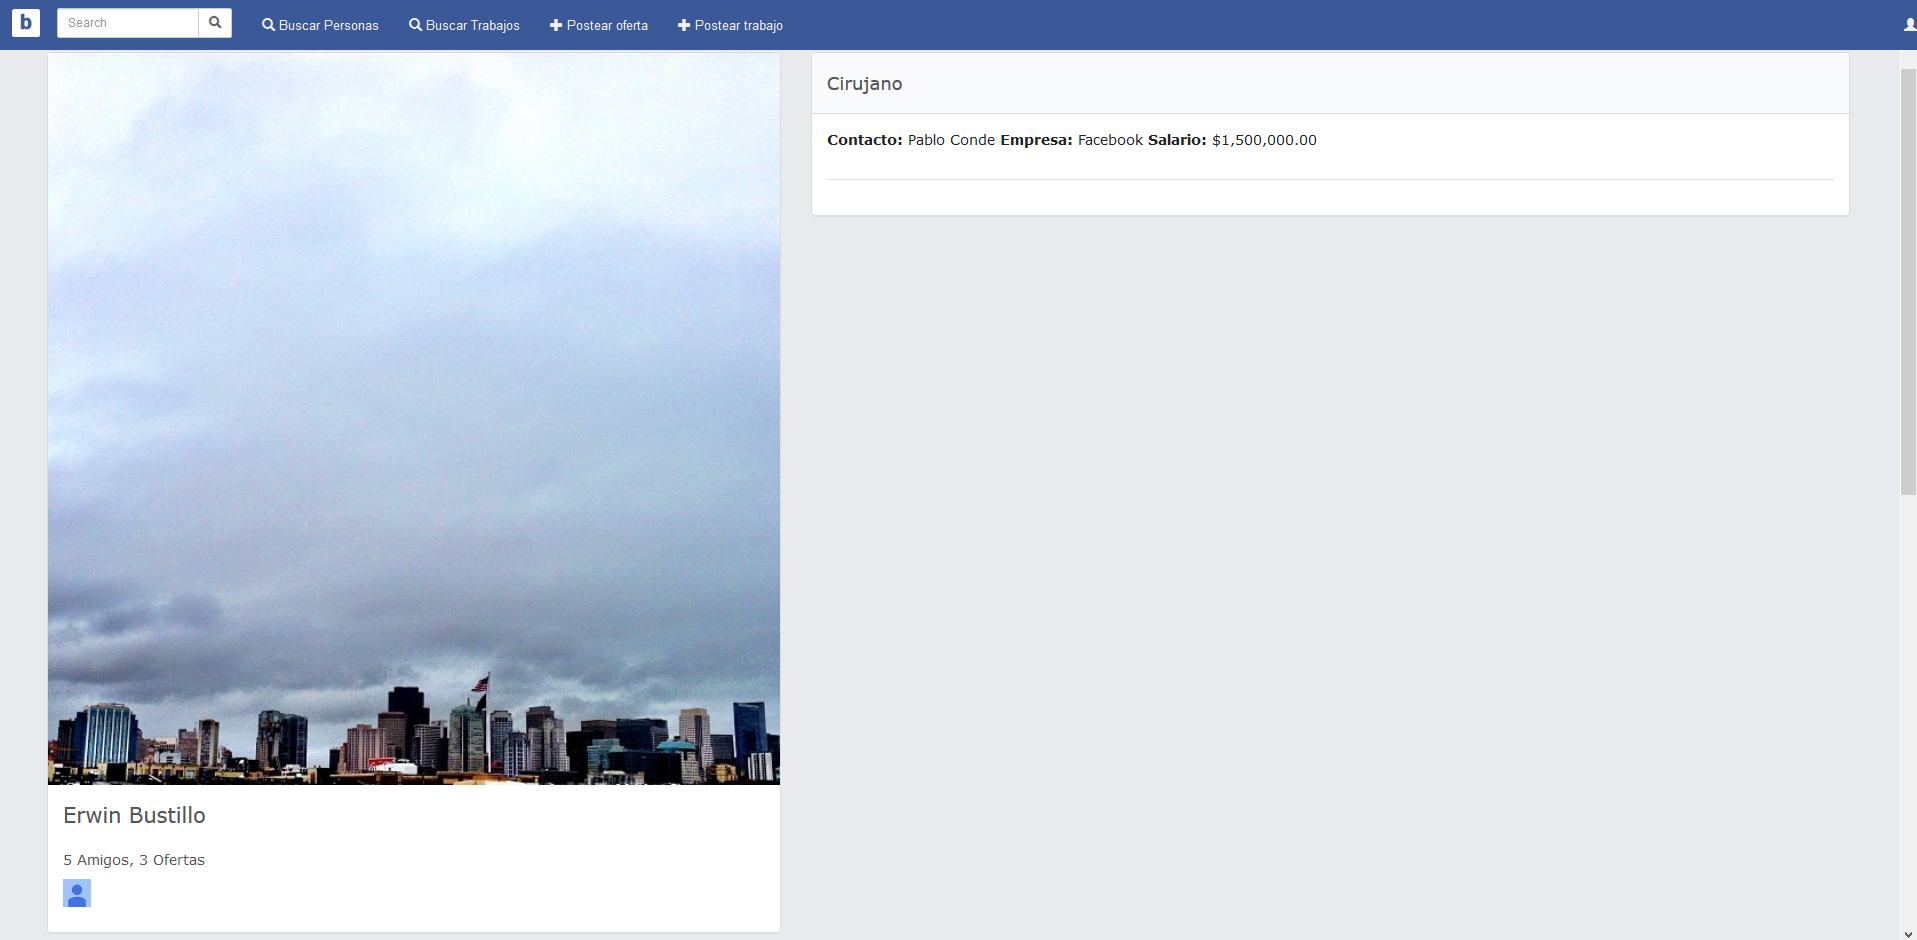 b Search Buscar Personas Buscar Trabajos Postear oferta Postear trabajo
Cirujano
Contacto: Pablo Conde Empresa: Facebook Salario: $1,500,000.00
Erwin Bustillo
5 Amigos, 3 Ofertas